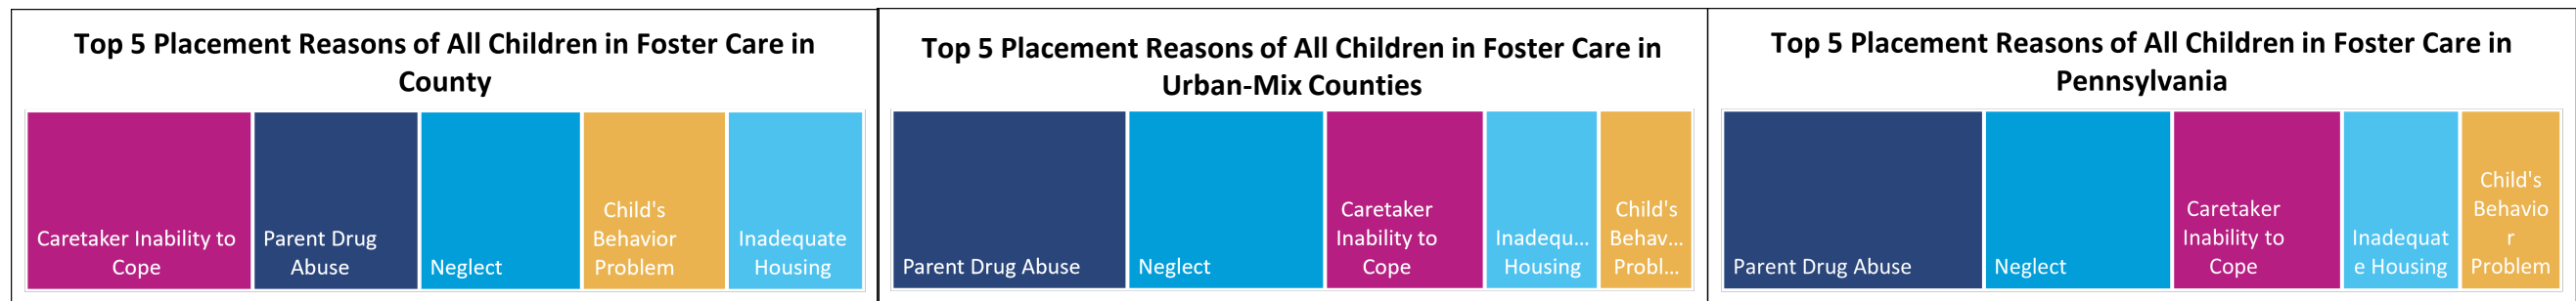 Top 5 Placement Reasons of All Children in Foster Care in
County
Caretaker Inability to
Cope
Parent Drug
Abuse
Neglect
Child's
Behavior
Problem
Inadequate
Housing
Top 5 Placement Reasons of All Children in Foster Care in
Urban-Mix Counties
Parent Drug Abuse
Neglect
Caretaker
Inability to
Cope
Inadequ...
Housing
Child's
Behav...
Probl...
Top 5 Placement Reasons of All Children in Foster Care in
Pennsylvania
Parent Drug Abuse
Neglect
Caretaker
Inability to
Cope
Inadequat
e Housing
Child's
Behavio
r
Problem